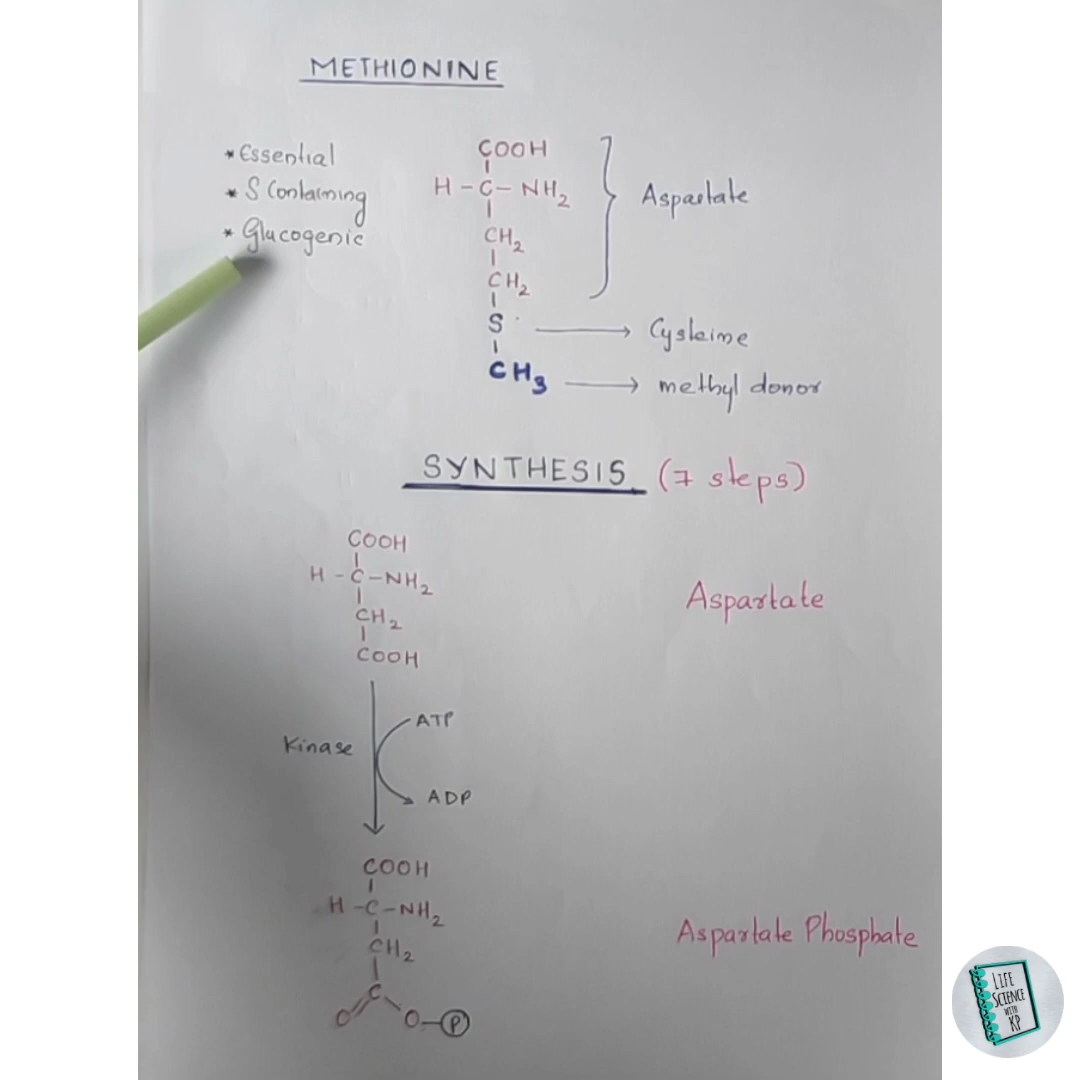 METHIONINE
* Essential
* S Containing
* Glucogenic
COOH
H - C - NH2
CH2
CH2
S
CH3
Aspartate
Cysteine
methyl donor
SYNTHESIS (7 steps)
COOH
H - C - NH2
CH2
COOH
Aspartate
Kinase
ATP
ADP
COOH
H - C - NH2
CH2
C
O O - P
Aspartate Phosphate
LIFE
SCIENCE
WITH
KP